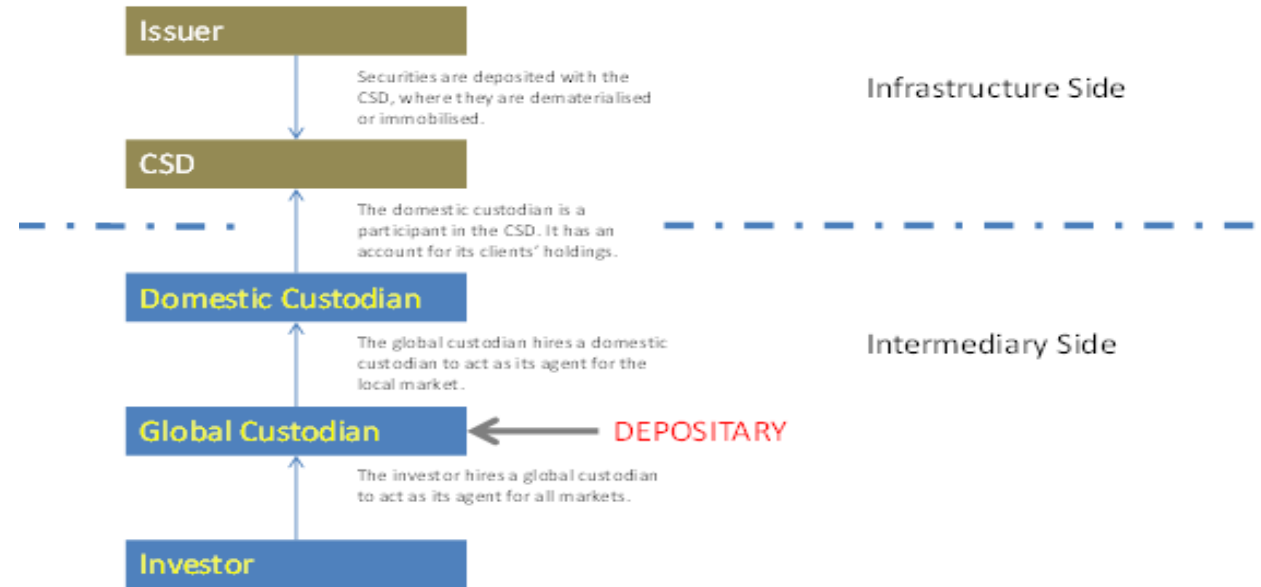 Issuer
Securities are deposited with the
CSD, where they are dematerialised
or immobilised.
Infrastructure Side
CSD
The domestic custodian is a
participant in the CSD. It has an
account for its clients' holdings.
Domestic Custodian
The global custodian hires a domestic
custodian to act as its agent for the
local market.
Intermediary Side
Global Custodian
DEPOSITARY
The investor hires a global custodian
to act as its agent for all markets.
Investor